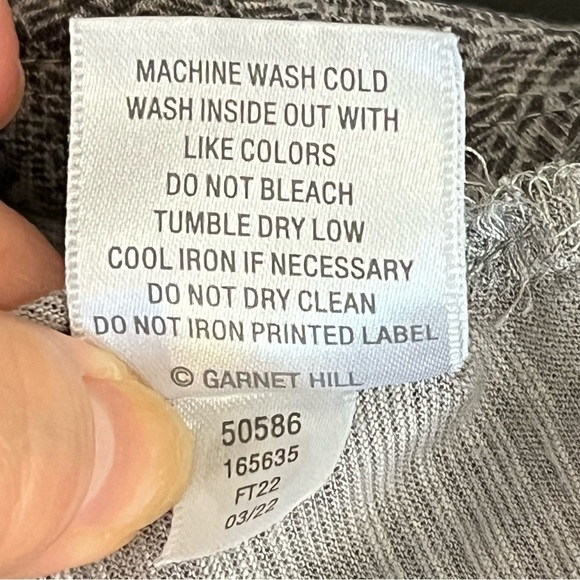 MACHINE WASH COLD
WASH INSIDE OUT WITH
LIKE COLORS
DO NOT BLEACH
TUMBLE DRY LOW
COOL IRON IF NECESSARY
DO NOT DRY CLEAN
DO NOT IRON PRINTED LABEL
© GARNET HILL
50586
165635
FT22
03/22